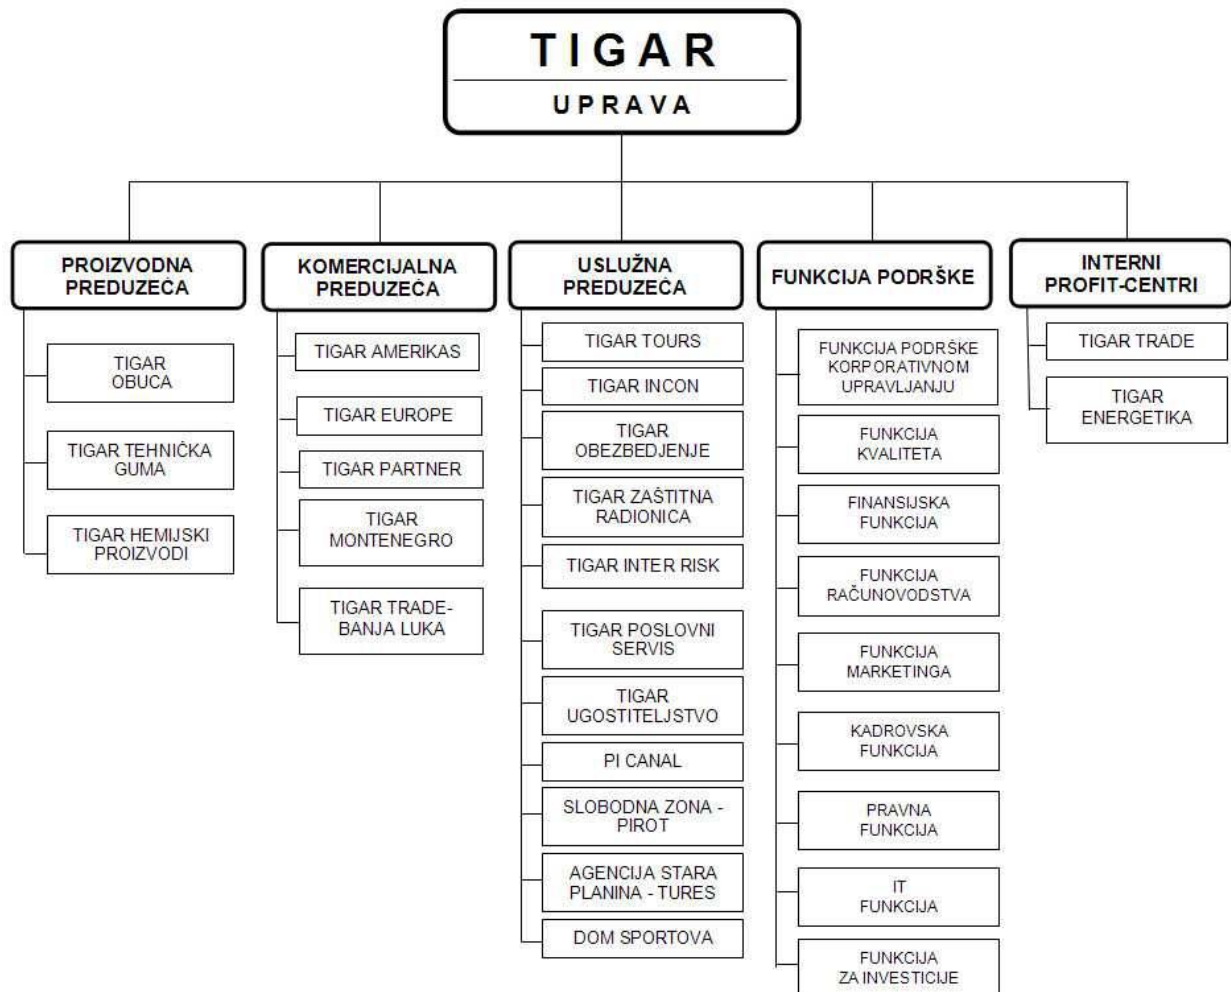 TIGAR
UPRAVA
PROIZVODNA
PREDUZEĆA
TIGAR
OBUCA
TIGAR TEHNIČKA
GUMA
TIGAR HEMIJSKI
PROIZVODI
KOMERCIJALNA
PREDUZEĆA
TIGAR AMERIKAS
TIGAR EUROPE
TIGAR PARTNER
TIGAR
MONTENEGRO
TIGAR TRADE-
BANJA LUKA
USLUŽNA
PREDUZEĆA
TIGAR TOURS
TIGAR INCON
TIGAR
OBEZBEDJENJE
TIGAR ZAŠTITNA
RADIONICA
TIGAR INTER RISK
TIGAR POSLOVNI
SERVIS
TIGAR
UGOSTITELJSTVO
PI CANAL
SLOBODNA ZONA -
PIROT
AGENCIJA STARA
PLANINA - TURES
DOM SPORTOVA
FUNKCIJA PODRŠKE
FUNKCIJA PODRŠKE
KORPORATIVNOM
UPRAVLJANJU
FUNKCIJA
KVALITETA
FINANSIJSKA
FUNKCIJA
FUNKCIJA
RAČUNOVODSTVA
FUNKCIJA
MARKETINGA
KADROVSKA
FUNKCIJA
PRAVNA
FUNKCIJA
IT
FUNKCIJA
FUNKCIJA
ZA INVESTICIJE
INTERNI
PROFIT-CENTRI
TIGAR TRADE
TIGAR
ENERGETIKA